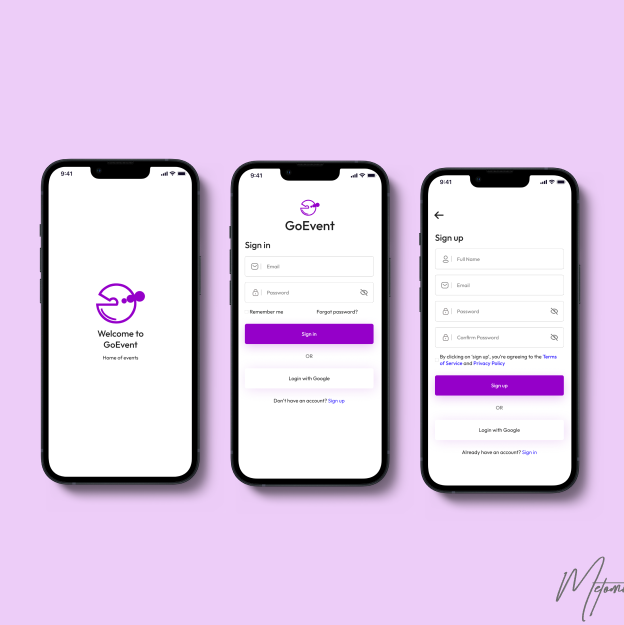 9:41
Welcome to
GoEvent
Home of events
9:41
GoEvent
Sign in
Email
Password
Remember me Forgot password?
Sign in
OR
Login with Google
Don't have an account? Sign up
9:41
Sign up
Full Name
Email
Password
Confirm Password
By clicking on 'sign up', you're agreeing to the Terms
of Service and Privacy Policy
Sign up
OR
Login with Google
Already have an account? Sign in